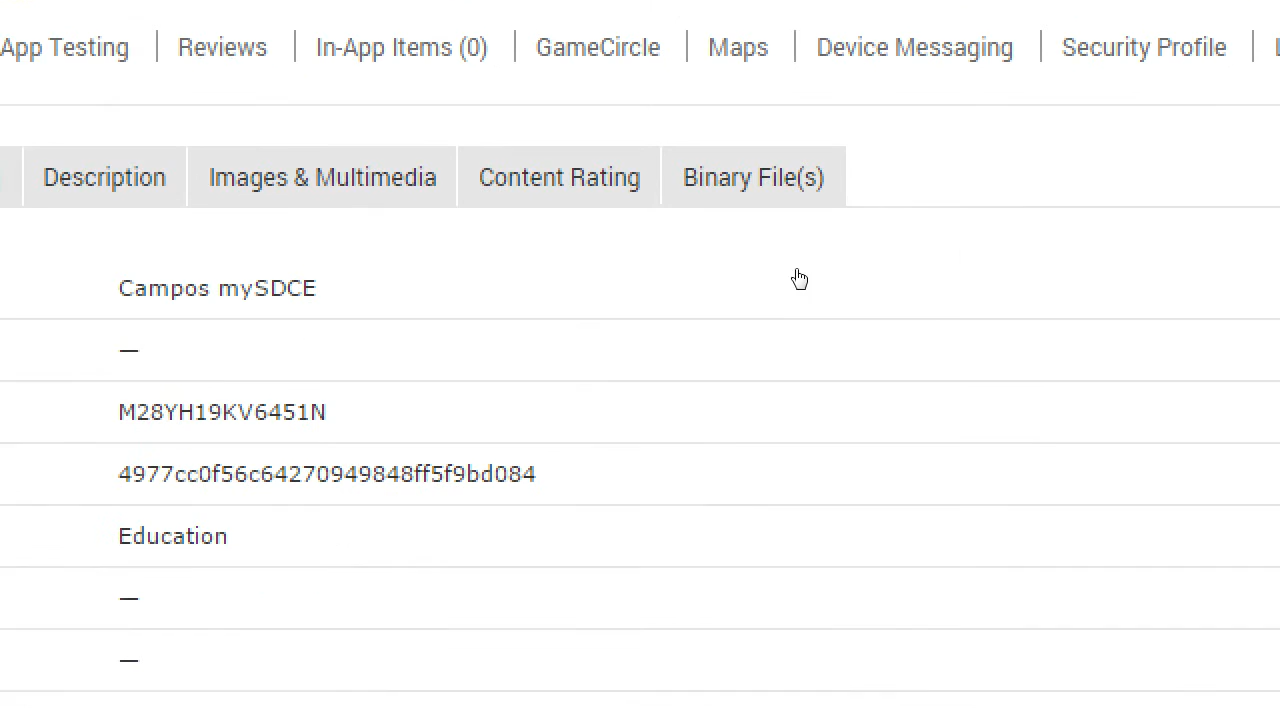 App Testing Reviews In-App Items (0) GameCircle Maps Device Messaging Security Profile
Description Images & Multimedia Content Rating Binary File(s)
Campos mySDCE
—
M28YH19KV6451N
4977cc0f56c64270949848ff5f9bd084
Education
—
—